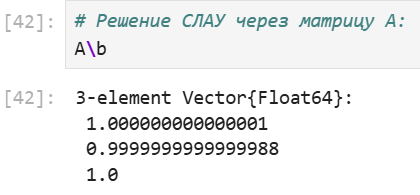 [42]: # Решение СЛАУ через матрицу A:
A\b
[42]: 3-element Vector{Float64}:
1.000000000000001
0.9999999999999988
1.0